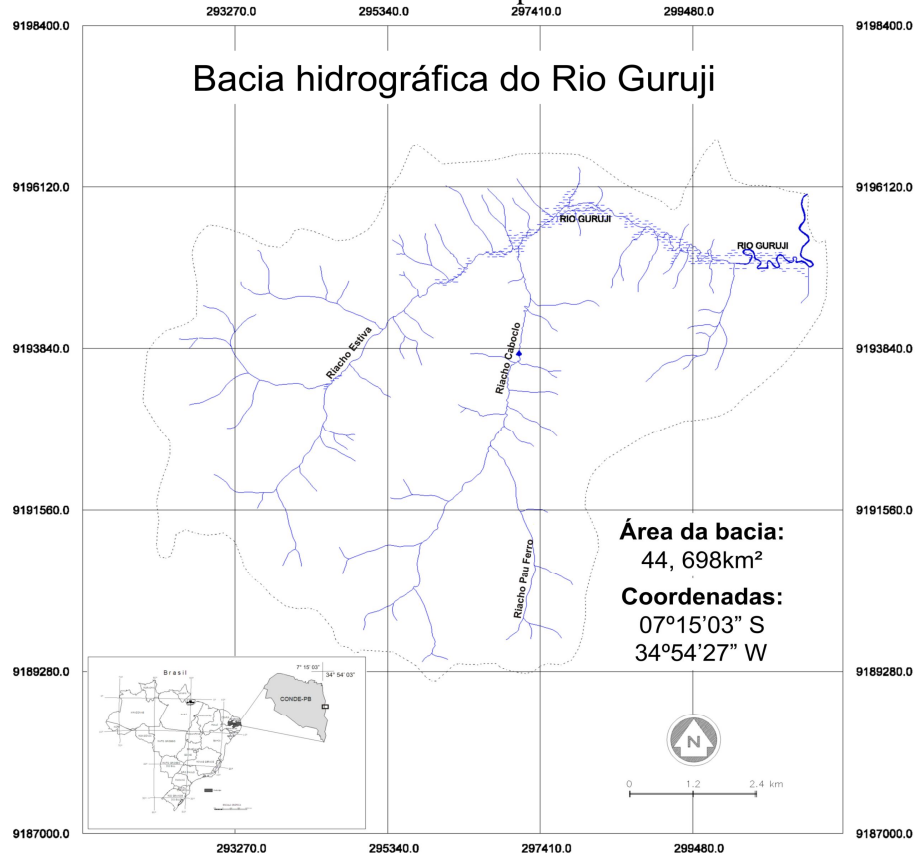 293270.0 295340.0 297410.0 299480.0
9198400.0 9198400.0
Bacia hidrográfica do Rio Guruji
9196120.0 9196120.0
RIO GURUJI
RIO GURUJI
9193840.0 9193840.0
Riacho Estiva
Riacho Caboclo
9191560.0 9191560.0
Área da bacia:
44, 698km²
Riacho Pau Ferro
Coordenadas:
07º15’03” S
34º54’27” W
9189280.0 9189280.0
Brasil
7° 15' 03"
34° 54' 03"
CONDE-PB
N
0 1.2 2.4 km
9187000.0 9187000.0
293270.0 295340.0 297410.0 299480.0